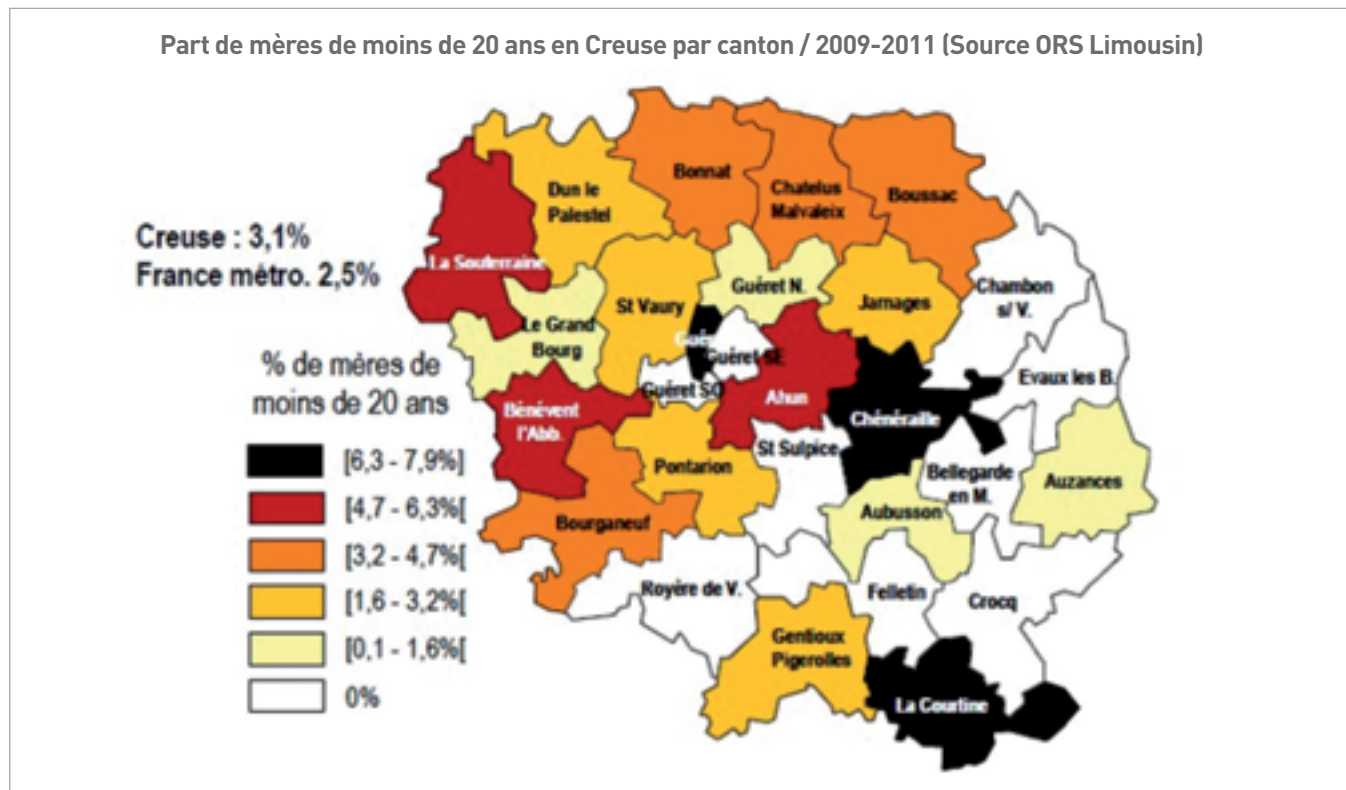 Part de mères de moins de 20 ans en Creuse par canton / 2009-2011 (Source ORS Limousin)
Creuse : 3,1%
France métro. 2,5%
% de mères de
moins de 20 ans
[6,3 - 7,9%]
[4,7 - 6,3%[
[3,2 - 4,7%[
[1,6 - 3,2%[
[0,1 - 1,6%[
0%
Bonnat
Dun le
Palestel
Chatelus
Malvaleix
Boussac
La Souterraine
Guéret N.
Jarnages
Chambon
s/ V.
St Vaury
Le Grand
Bourg
Guéret SE
Evaux les B.
Guéret SO
Ahun
Bénévent
l'Abb.
Chénéraille
St Sulpice
Pontarion
Bellegarde
en M.
Auzances
Aubusson
Bourganeuf
Royère de V.
Felletin
Crocq
Gentioux
Pigerolles
La Courtine